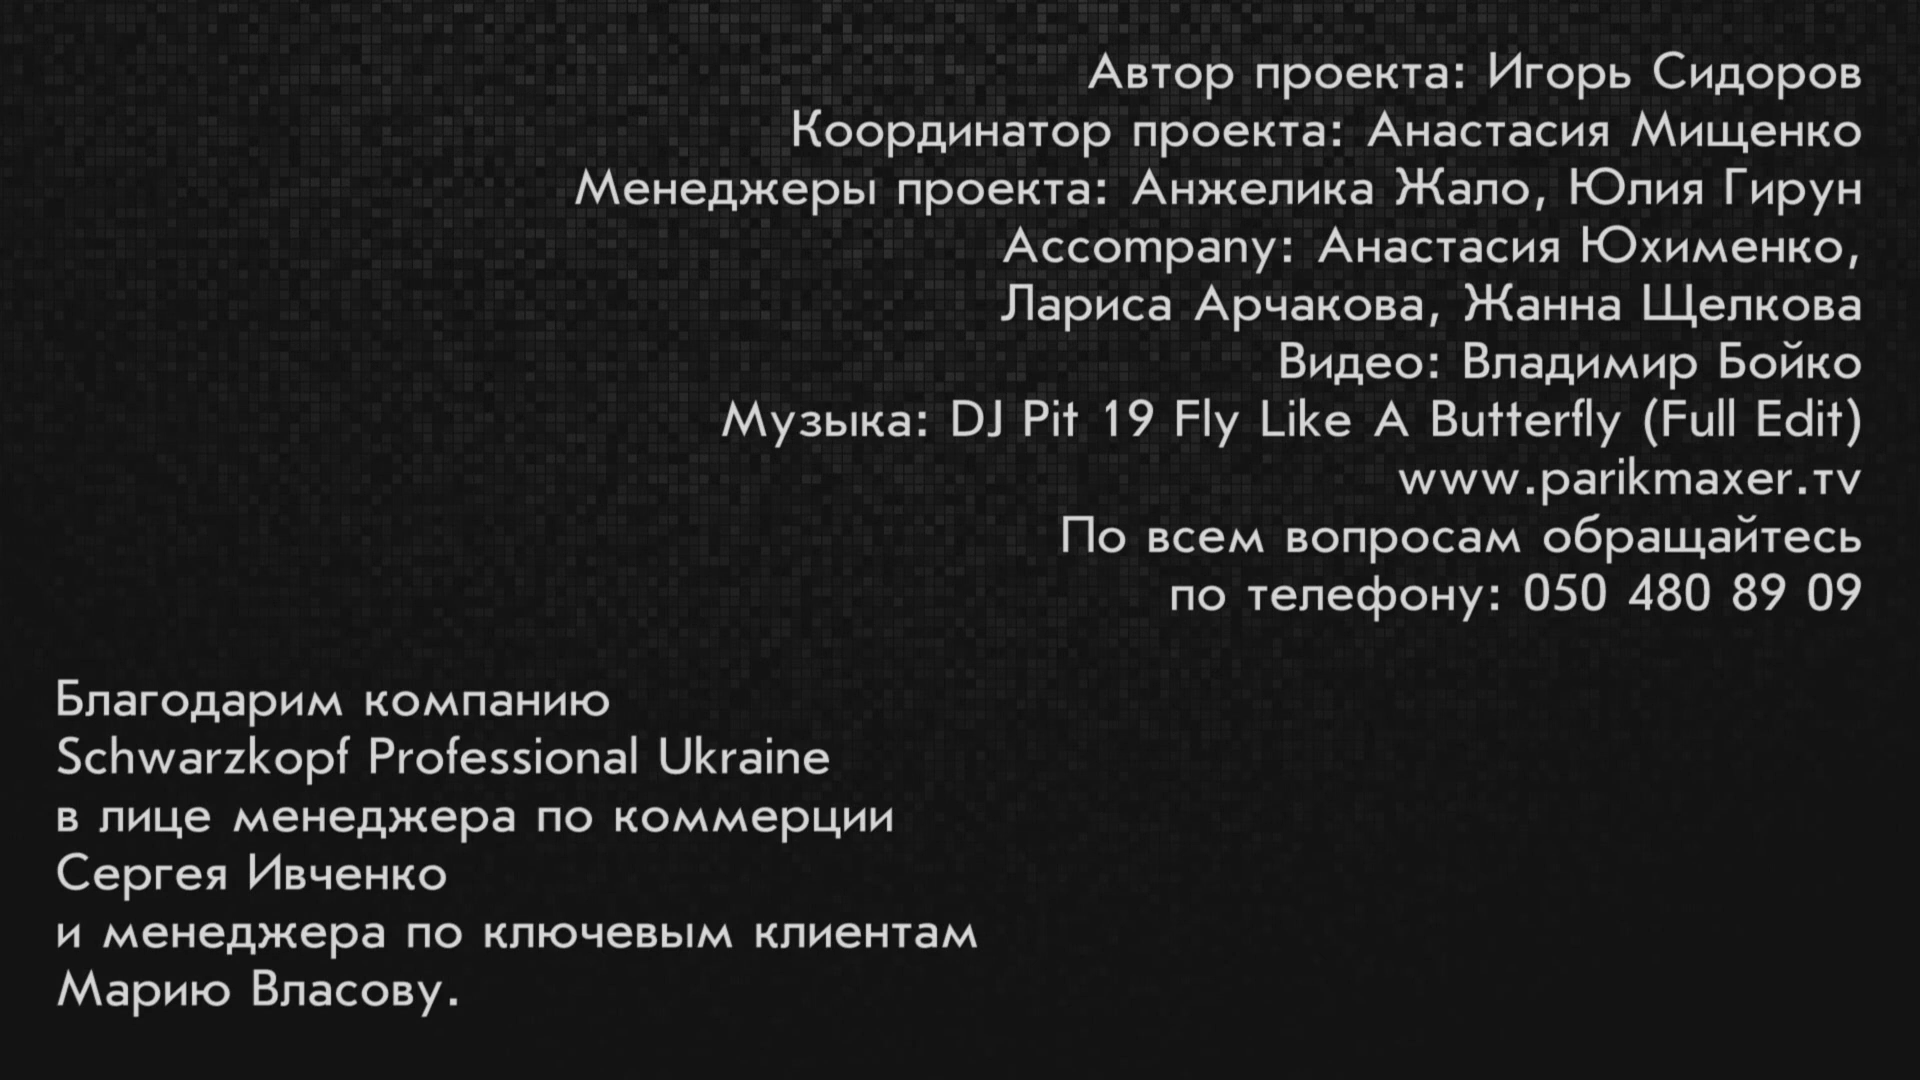 Автор проекта: Игорь Сидоров
Координатор проекта: Анастасия Мищенко
Менеджеры проекта: Анжелика Жало, Юлия Гирун
Accompany: Анастасия Юхименко,
Лариса Арчакова, Жанна Щелкова
Видео: Владимир Бойко
Музыка: DJ Pit 19 Fly Like A Butterfly (Full Edit)
www.parikmaxer.tv
По всем вопросам обращайтесь
по телефону: 050 480 89 09
Благодарим компанию
Schwarzkopf Professional Ukraine
в лице менеджера по коммерции
Сергея Ивченко
и менеджера по ключевым клиентам
Марию Власову.